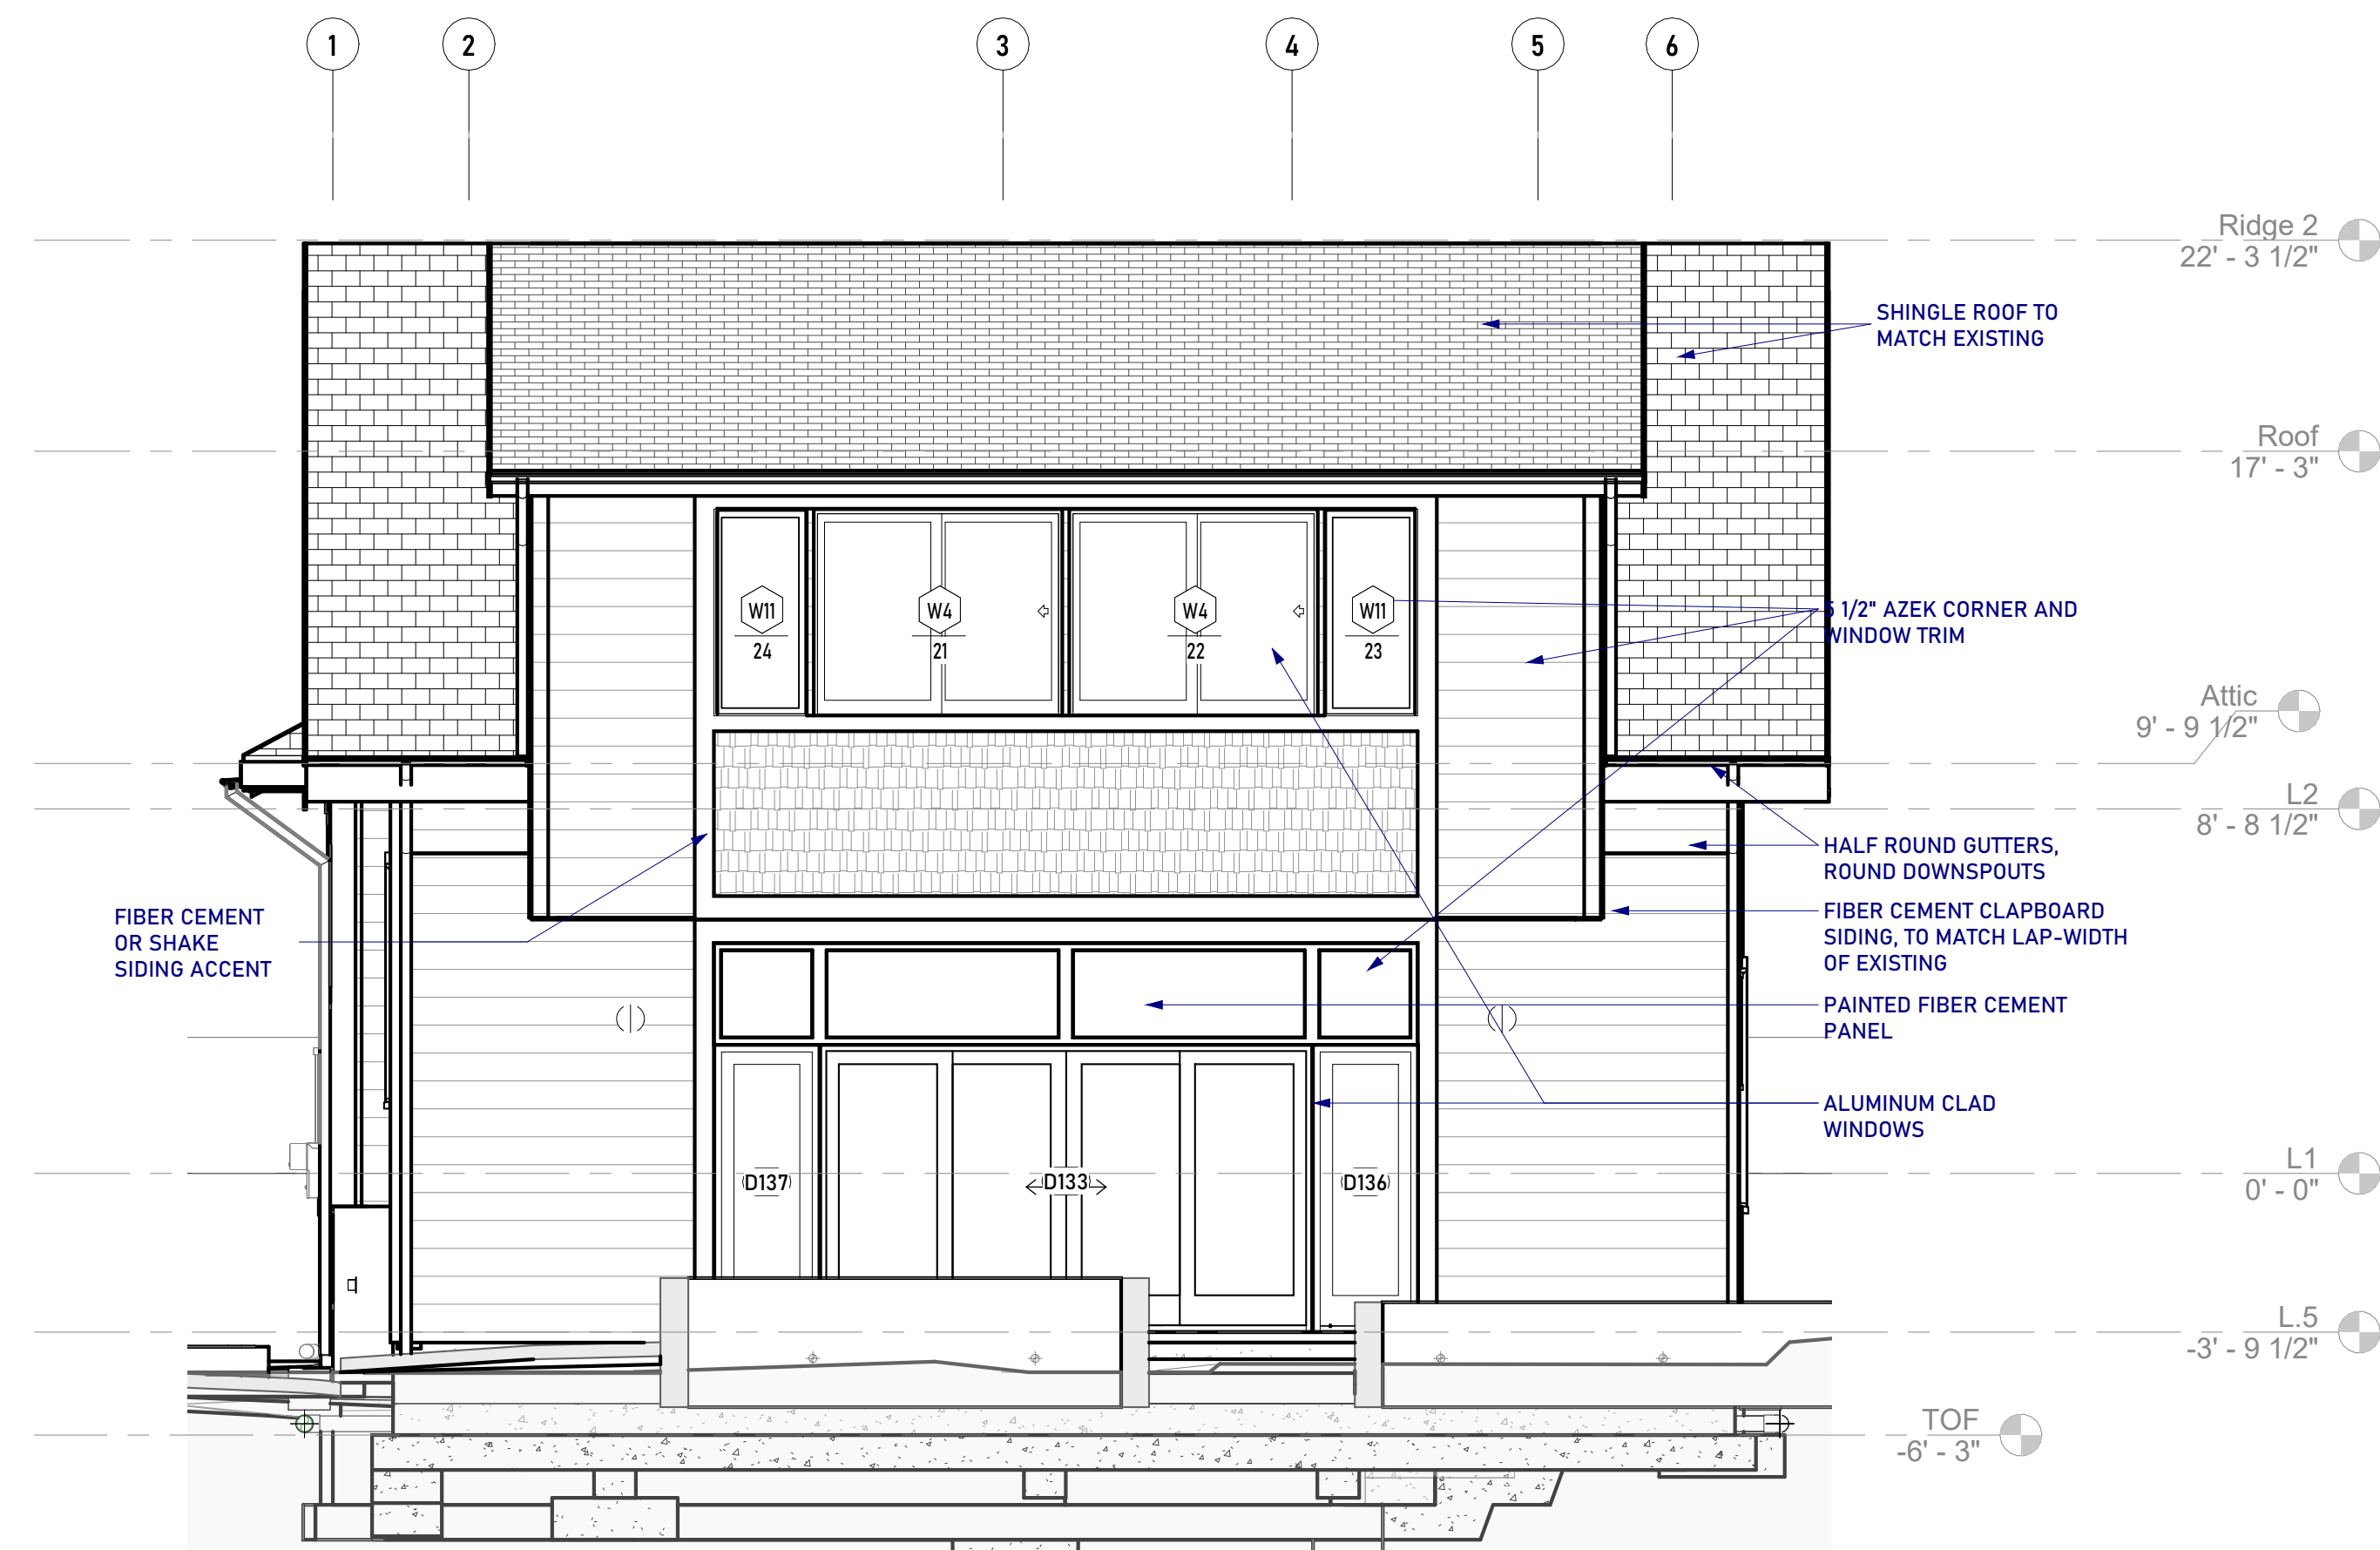 1 2 3 4 5 6
Ridge 2
22' - 3 1/2"
SHINGLE ROOF TO
MATCH EXISTING
Roof
17' - 3"
W11 W4 W4 W11
24 21 22 23
5 1/2" AZEK CORNER AND
WINDOW TRIM
Attic
9' - 9 1/2"
L2
8' - 8 1/2"
HALF ROUND GUTTERS,
ROUND DOWNSPOUTS
FIBER CEMENT
OR SHAKE
SIDING ACCENT
FIBER CEMENT CLAPBOARD
SIDING, TO MATCH LAP-WIDTH
OF EXISTING
PAINTED FIBER CEMENT
PANEL
ALUMINUM CLAD
WINDOWS
D137 D133 D136
L1
0' - 0"
L.5
-3' - 9 1/2"
TOF
-6' - 3"